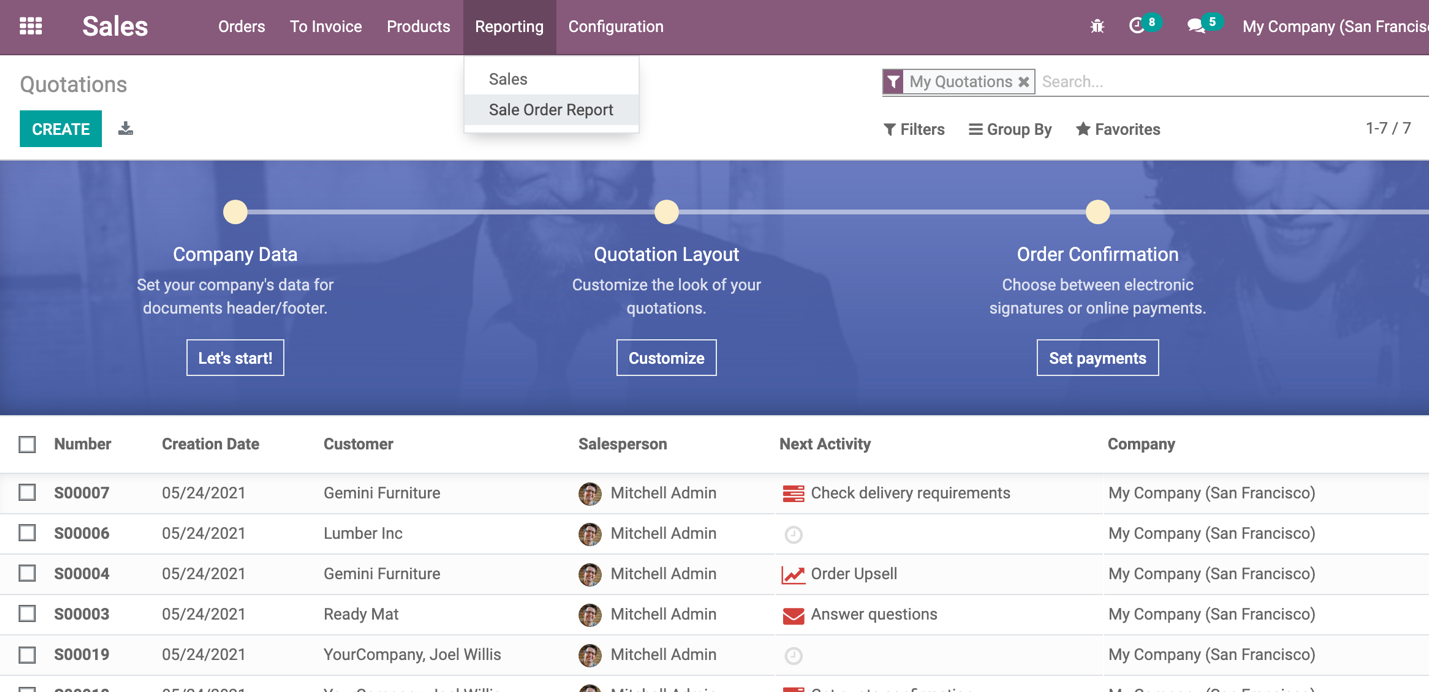 Sales Orders To Invoice Products Reporting Configuration 8 5 My Company (San Francis
Sales
Sale Order Report
Quotations
My Quotations Search...
CREATE
Filters Group By Favorites 1-7 / 7
Company Data
Set your company's data for
documents header/footer.
Let's start!
Quotation Layout
Customize the look of your
quotations.
Customize
Order Confirmation
Choose between electronic
signatures or online payments.
Set payments
Number Creation Date Customer Salesperson Next Activity Company
S00007 05/24/2021 Gemini Furniture Mitchell Admin Check delivery requirements My Company (San Francisco)
S00006 05/24/2021 Lumber Inc Mitchell Admin My Company (San Francisco)
S00004 05/24/2021 Gemini Furniture Mitchell Admin Order Upsell My Company (San Francisco)
S00003 05/24/2021 Ready Mat Mitchell Admin Answer questions My Company (San Francisco)
S00019 05/24/2021 YourCompany, Joel Willis Mitchell Admin My Company (San Francisco)